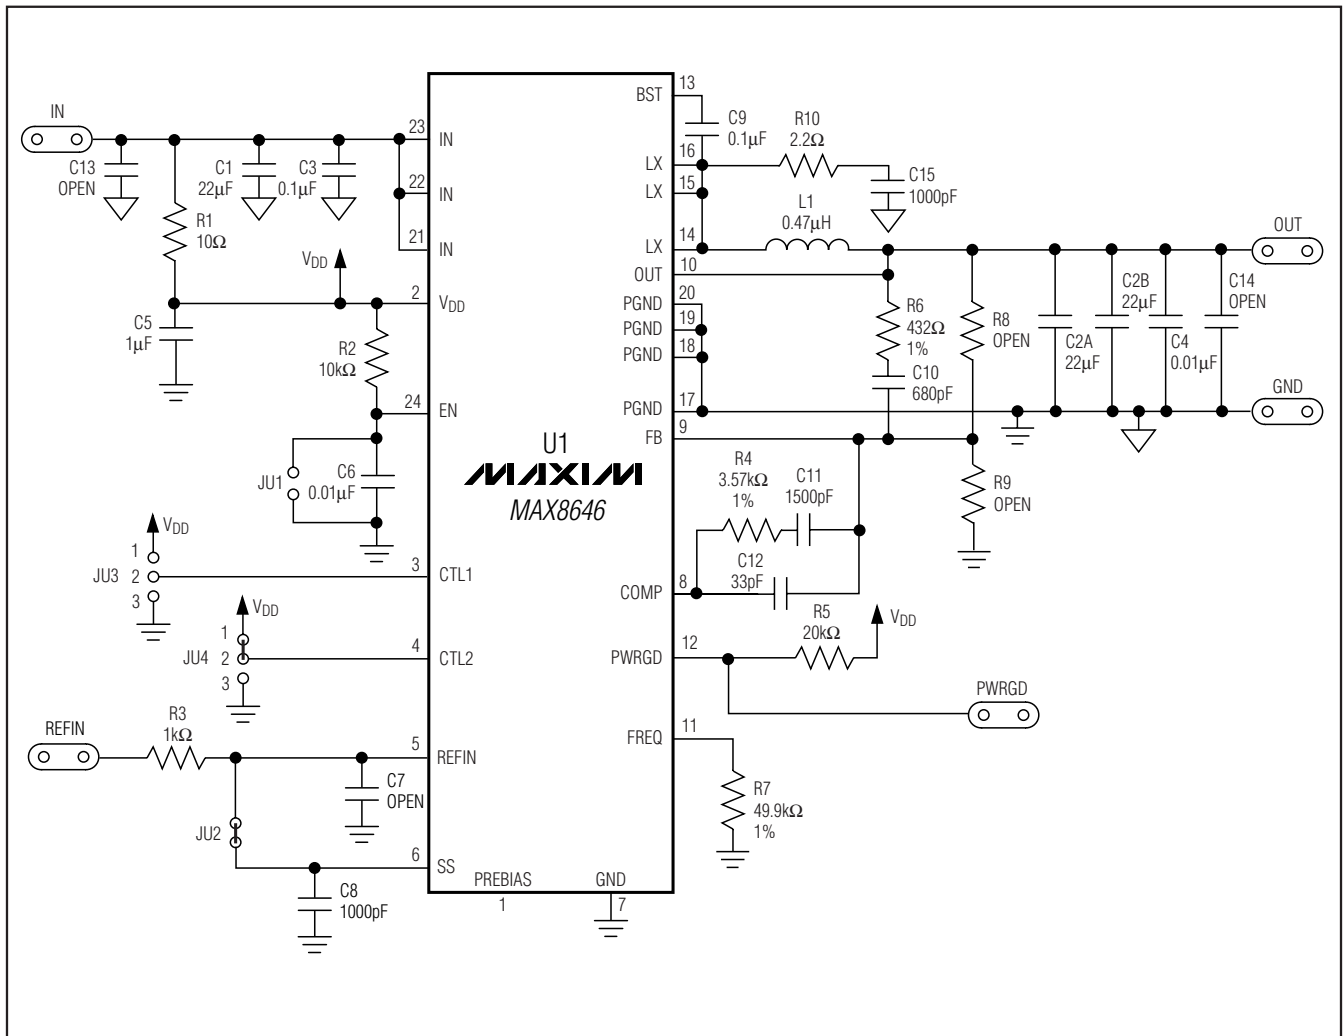 IN
C13
OPEN
R1
10Ω
C1
22μF
C3
0.1μF
VDD
C5
1μF
R2
10kΩ
JU1
C6
0.01μF
VDD
JU3
1
2
3
VDD
JU4
1
2
3
REFIN
R3
1kΩ
JU2
C7
OPEN
C8
1000pF
23
IN
22
IN
21
IN
2
VDD
24
EN
3
CTL1
4
CTL2
5
REFIN
6
SS
PREBIAS
1
GND
7
U1
MAXIM
MAX8646
BST
13
LX
16
LX
15
LX
14
OUT
10
PGND
20
PGND
19
PGND
18
PGND
17
FB
9
COMP
8
PWRGD
12
FREQ
11
C9
0.1μF
R10
2.2Ω
C15
1000pF
L1
0.47μH
R6
432Ω
1%
C10
680pF
R8
OPEN
C2A
22μF
C2B
22μF
C4
0.01μF
C14
OPEN
OUT
GND
R9
OPEN
R4
3.57kΩ
1%
C11
1500pF
C12
33pF
R5
20kΩ
VDD
PWRGD
R7
49.9kΩ
1%